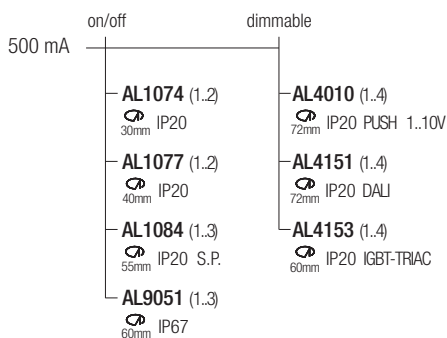 on/off
dimmable
500 mA
AL1074 (1..2)
30mm IP20
AL1077 (1..2)
40mm IP20
AL1084 (1..3)
55mm IP20 S.P.
AL9051 (1..3)
60mm IP67
AL4010 (1..4)
72mm IP20 PUSH 1..10V
AL4151 (1..4)
72mm IP20 DALI
AL4153 (1..4)
60mm IP20 IGBT-TRIAC